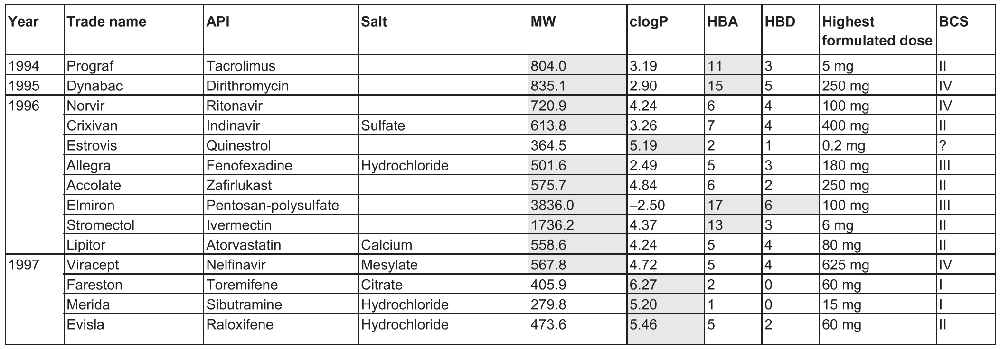 Year Trade name API Salt MW clogP HBA HBD Highest formulated dose BCS
1994 Prograf Tacrolimus 804.0 3.19 11 3 5 mg II
1995 Dynabac Dirithromycin 835.1 2.90 15 5 250 mg IV
1996 Norvir Ritonavir 720.9 4.24 6 4 100 mg IV
Crixivan Indinavir Sulfate 613.8 3.26 7 4 400 mg II
Estrovis Quinestrol 364.5 5.19 2 1 0.2 mg ?
Allegra Fenofexadine Hydrochloride 501.6 2.49 5 3 180 mg III
Accolate Zafirlukast 575.7 4.84 6 2 250 mg II
Elmiron Pentosan-polysulfate 3836.0 –2.50 17 6 100 mg III
Stromectol Ivermectin 1736.2 4.37 13 3 6 mg II
Lipitor Atorvastatin Calcium 558.6 4.24 5 4 80 mg II
1997 Viracept Nelfinavir Mesylate 567.8 4.72 5 4 625 mg IV
Fareston Toremifene Citrate 405.9 6.27 2 0 60 mg I
Merida Sibutramine Hydrochloride 279.8 5.20 1 0 15 mg I
Evisla Raloxifene Hydrochloride 473.6 5.46 5 2 60 mg II